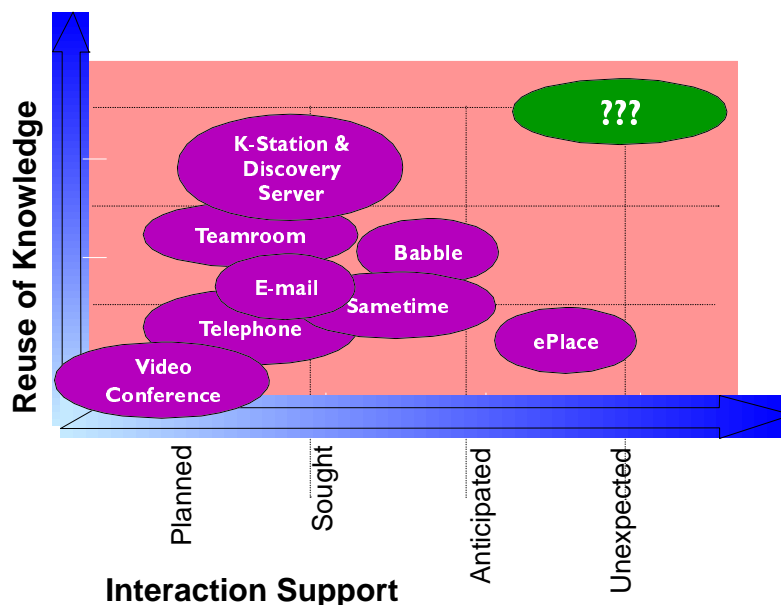 Reuse of Knowledge
???
K-Station &
Discovery
Server
Teamroom
Babble
E-mail
Sametime
Telephone
ePlace
Video
Conference
Planned
Sought
Anticipated
Unexpected
Interaction Support